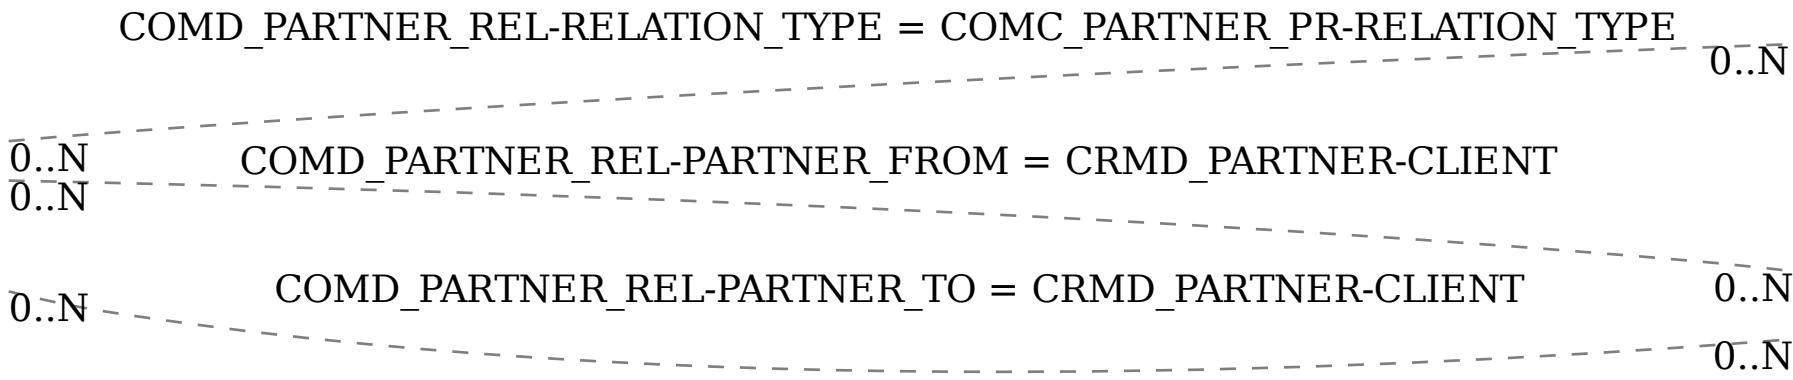 COMD_PARTNER_REL-RELATION_TYPE = COMC_PARTNER_PR-RELATION_TYPE
0..N
0..N
COMD_PARTNER_REL-PARTNER_FROM = CRMD_PARTNER-CLIENT
0..N
COMD_PARTNER_REL-PARTNER_TO = CRMD_PARTNER-CLIENT
0..N
0..N
0..N